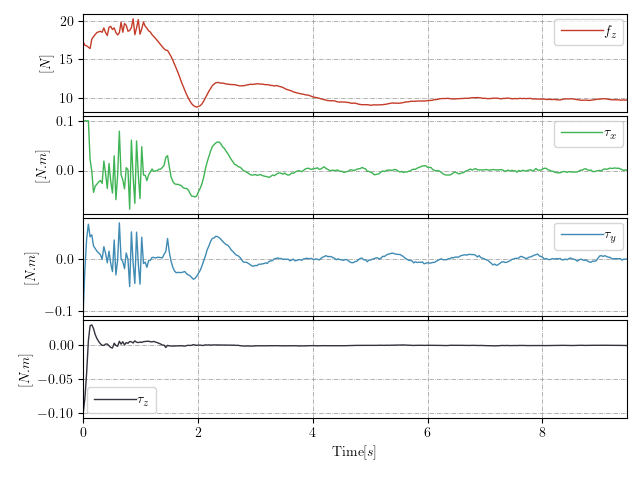 20
15
10
[N]
f_z
0.1
0.0
[N.m]
τ_x
0.0
−0.1
[N.m]
τ_y
0.00
−0.05
−0.10
[N.m]
τ_z
0 2 4 6 8
Time[s]